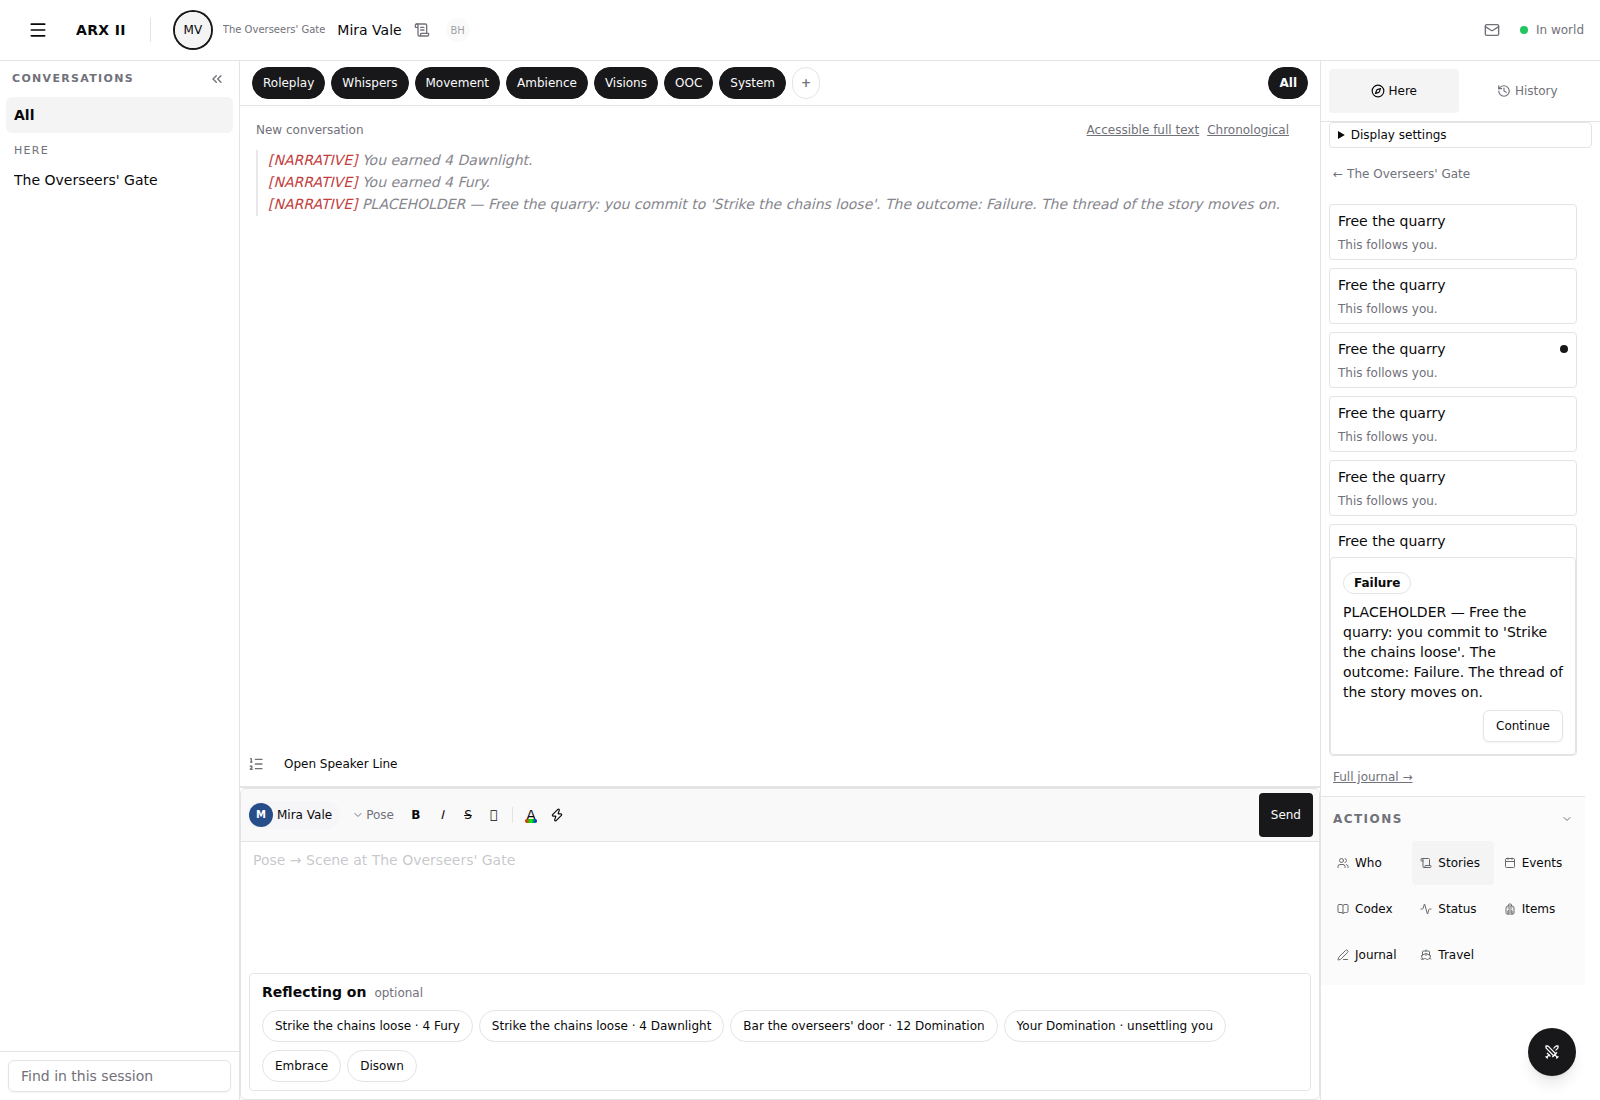 ARX II
MV
The Overseers' Gate
Mira Vale
BH
In world
CONVERSATIONS
All
HERE
The Overseers' Gate
Find in this session
Roleplay
Whispers
Movement
Ambience
Visions
OOC
System
+
All
New conversation
Accessible full text
Chronological
[NARRATIVE] You earned 4 Dawnlight.
[NARRATIVE] You earned 4 Fury.
[NARRATIVE] PLACEHOLDER — Free the quarry: you commit to 'Strike the chains loose'. The outcome: Failure. The thread of the story moves on.
Open Speaker Line
M
Mira Vale
Pose
B
I
S
A
Send
Pose → Scene at The Overseers' Gate
Reflecting on optional
Strike the chains loose · 4 Fury
Strike the chains loose · 4 Dawnlight
Bar the overseers' door · 12 Domination
Your Domination · unsettling you
Embrace
Disown
Here
History
Display settings
← The Overseers' Gate
Free the quarry
This follows you.
Free the quarry
This follows you.
Free the quarry
This follows you.
Free the quarry
This follows you.
Free the quarry
This follows you.
Free the quarry
Failure
PLACEHOLDER — Free the
quarry: you commit to 'Strike
the chains loose'. The
outcome: Failure. The thread of
the story moves on.
Continue
Full journal →
ACTIONS
Who
Stories
Events
Codex
Status
Items
Journal
Travel